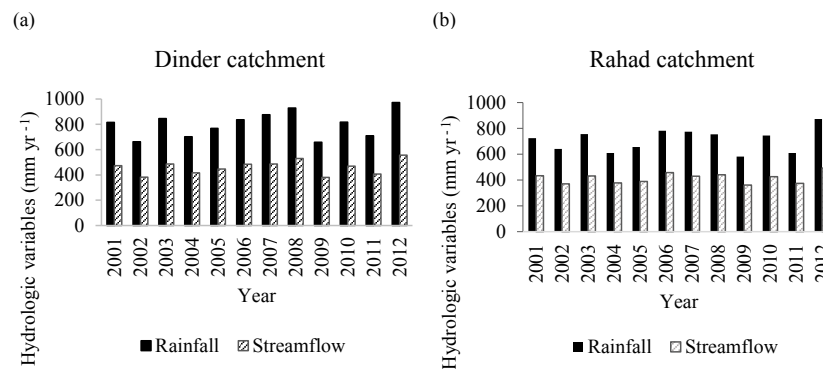 (a)
Dinder catchment
Hydrologic variables (mm yr -1)
1000
800
600
400
200
0
2001 2002 2003 2004 2005 2006 2007 2008 2009 2010 2011 2012
Year
Rainfall Streamflow
(b)
Rahad catchment
Hydrologic variables (mm yr -1)
1000
800
600
400
200
0
2001 2002 2003 2004 2005 2006 2007 2008 2009 2010 2011 2012
Year
Rainfall Streamflow